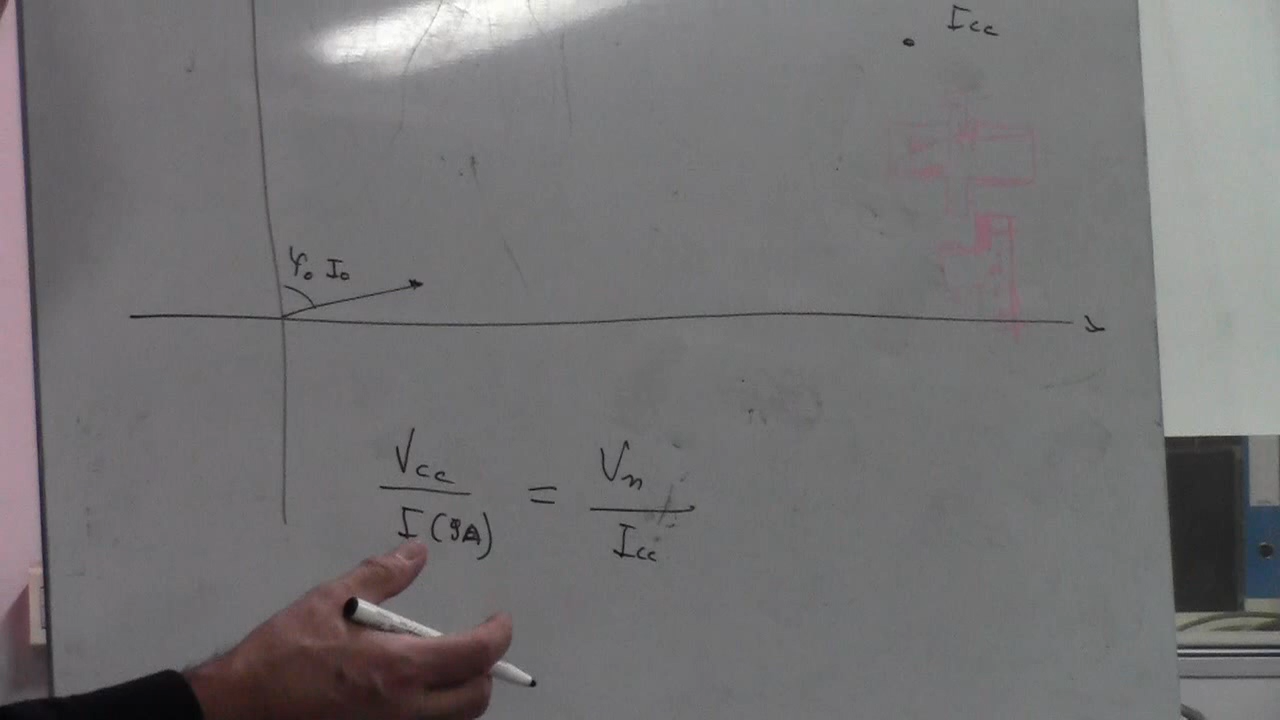 Icc
φ₀ I₀
Vcc / I(9A) = Vn / Icc